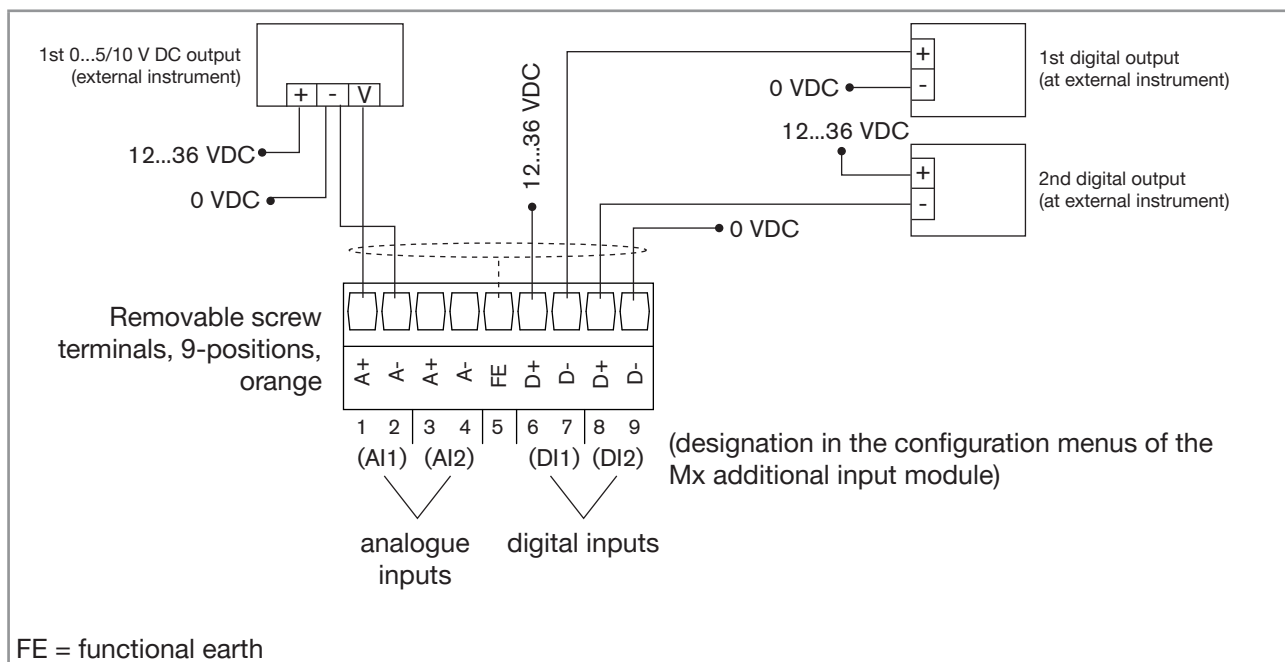 1st 0...5/10 V DC output
(external instrument)
+ - V
12...36 VDC
0 VDC
12...36 VDC
+
-
1st digital output
(at external instrument)
0 VDC
12...36 VDC
+
-
2nd digital output
(at external instrument)
0 VDC
Removable screw
terminals, 9-positions,
orange
A+ A- A+ A- FE D+ D- D+ D-
1 2 3 4 5 6 7 8 9
(AI1) (AI2) (DI1) (DI2)
(designation in the configuration menus of the
Mx additional input module)
analogue
inputs
digital inputs
FE = functional earth